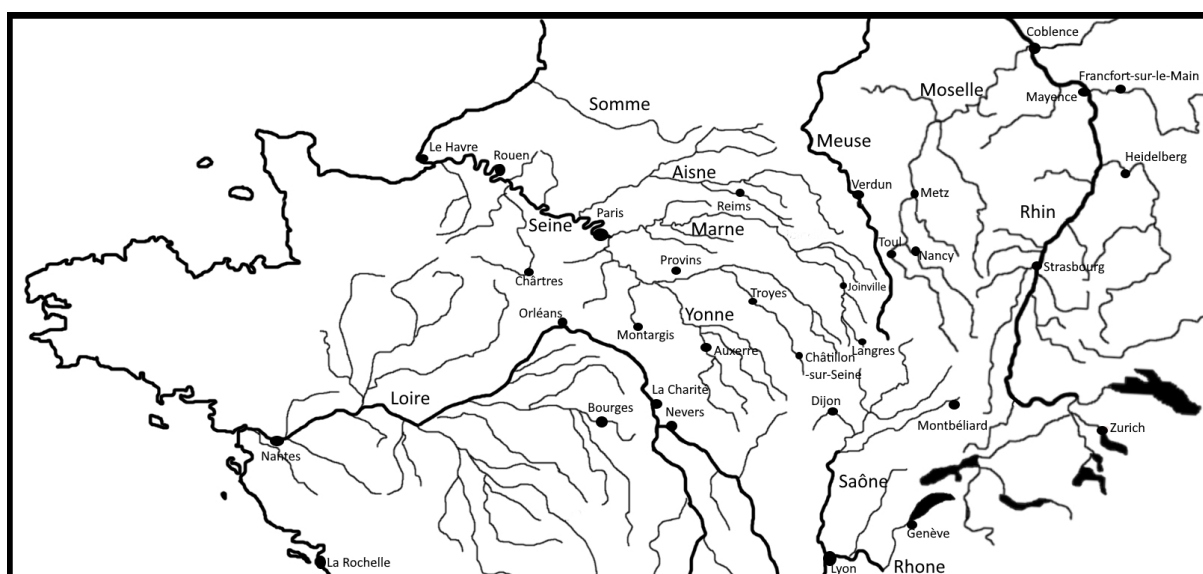 Coblence
Francfort-sur-le-Main
Moselle
Mayence
Somme
Meuse
Le Havre
Rouen
Heidelberg
Aisne
Verdun
Metz
Reims
Rhin
Paris
Seine
Marne
Toul
Nancy
Provins
Strasbourg
Chârtres
Joinville
Troyes
Orléans
Yonne
Montargis
Auxerre
Langres
Châtillon
-sur-Seine
La Charité
Loire
Bourges
Nevers
Dijon
Montbéliard
Zurich
Nantes
Saône
Genève
La Rochelle
Lyon
Rhone